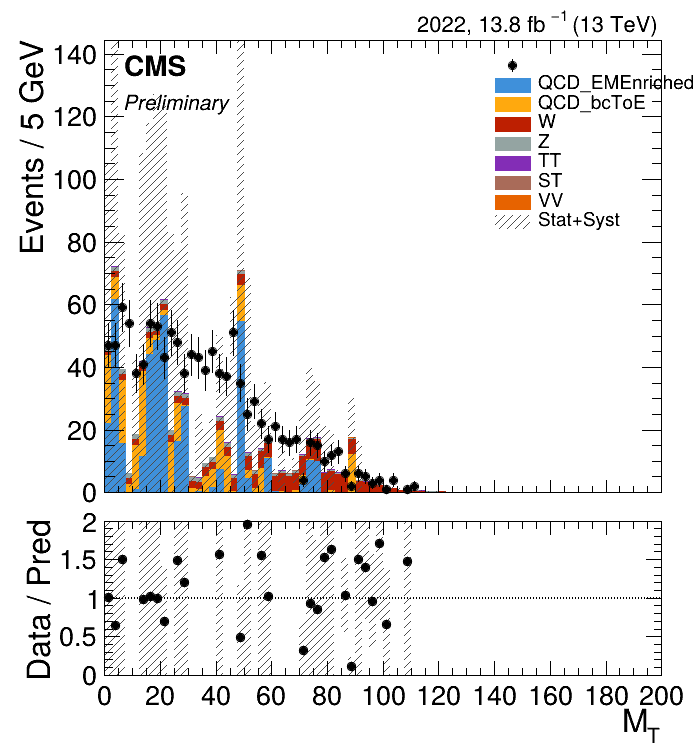 2022, 13.8 fb⁻¹ (13 TeV)
CMS
Preliminary
QCD_EMEnriched
QCD_bcToE
W
Z
TT
ST
VV
Stat+Syst
Events / 5 GeV
140
120
100
80
60
40
20
0
Data / Pred
2
1.5
1
0.5
0
0 20 40 60 80 100 120 140 160 180 200
M_T